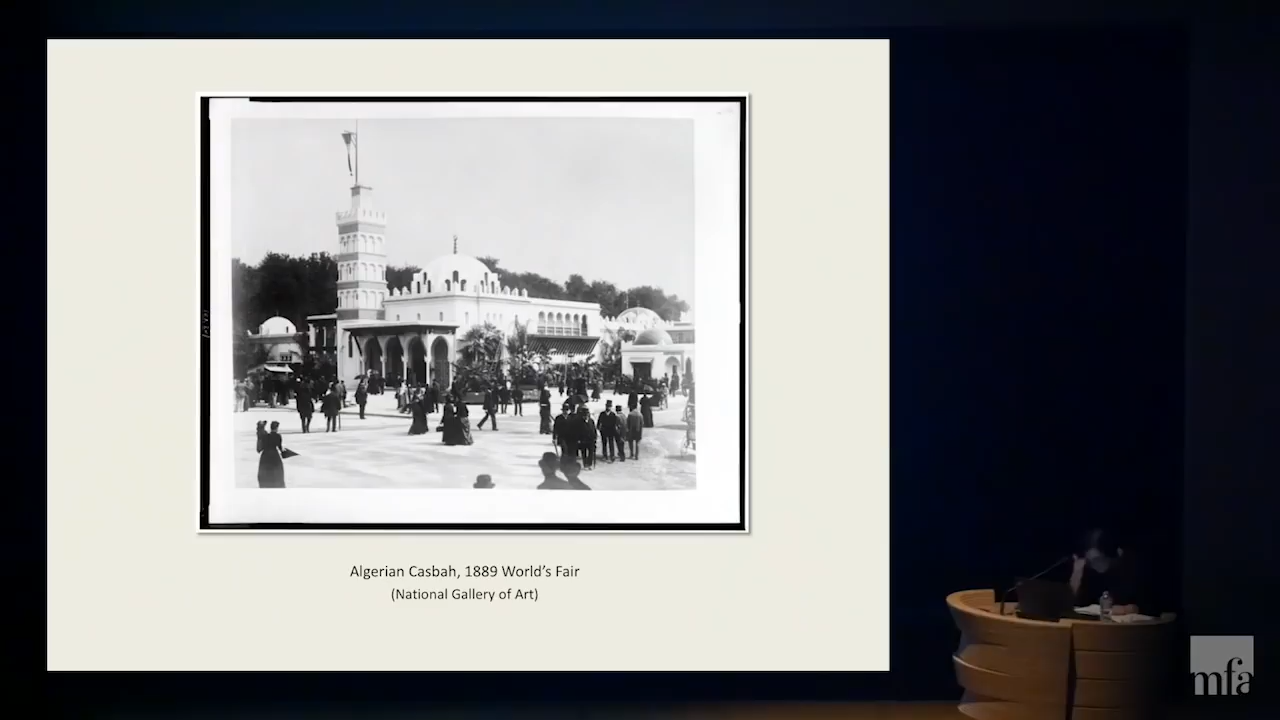 Algerian Casbah, 1889 World's Fair
(National Gallery of Art)
mfa